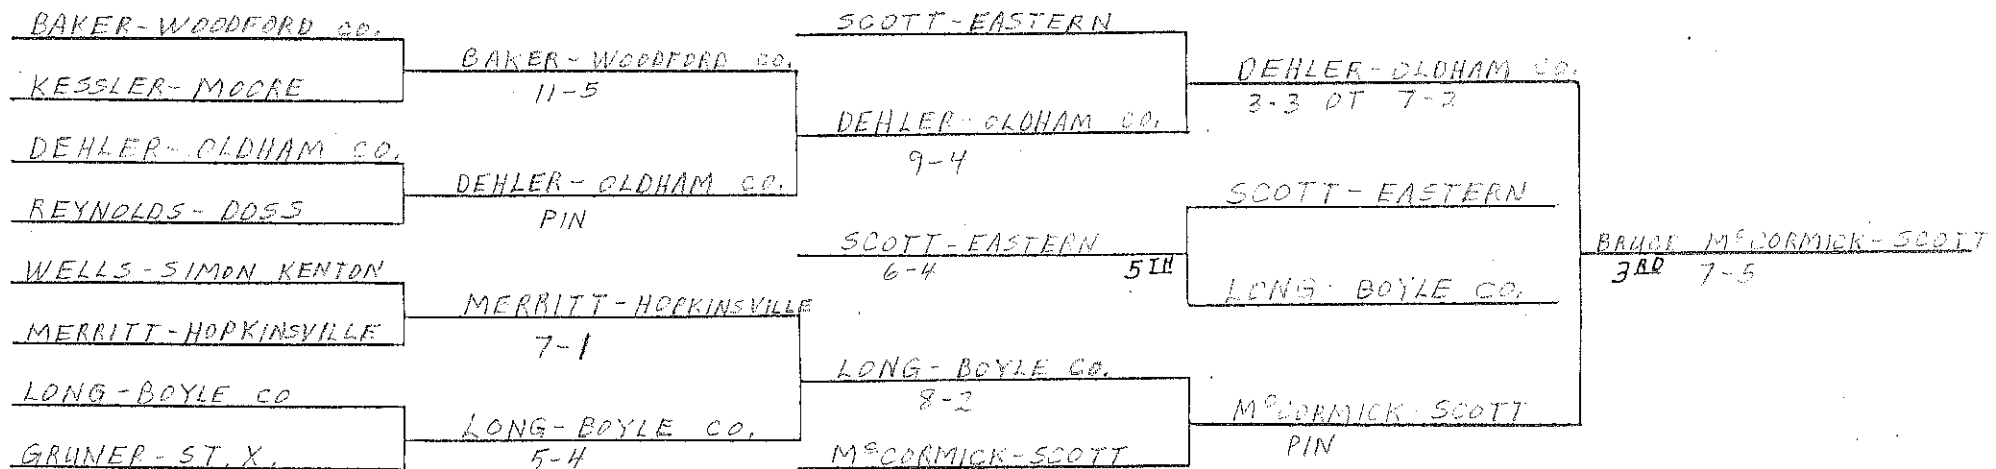 BAKER-WOODFORD CO.
KESSLER-MOORE
DEHLER-OLDHAM CO.
REYNOLDS-DOSS
WELLS-SIMON KENTON
MERRITT-HOPKINSVILLE
LONG-BOYLE CO
GRUNER-ST. X.
BAKER-WOODFORD CO.
11-5
DEHLER-OLDHAM CO.
PIN
MERRITT-HOPKINSVILLE
7-1
LONG-BOYLE CO.
5-4
SCOTT-EASTERN
DEHLER-OLDHAM CO.
9-4
SCOTT-EASTERN
6-4
5TH
LONG-BOYLE CO.
8-2
McCORMICK-SCOTT
DEHLER-OLDHAM CO.
3-3 OT 7-2
SCOTT-EASTERN
LONG-BOYLE CO.
McCORMICK-SCOTT
PIN
BRUCE McCORMICK-SCOTT
3RD 7-5